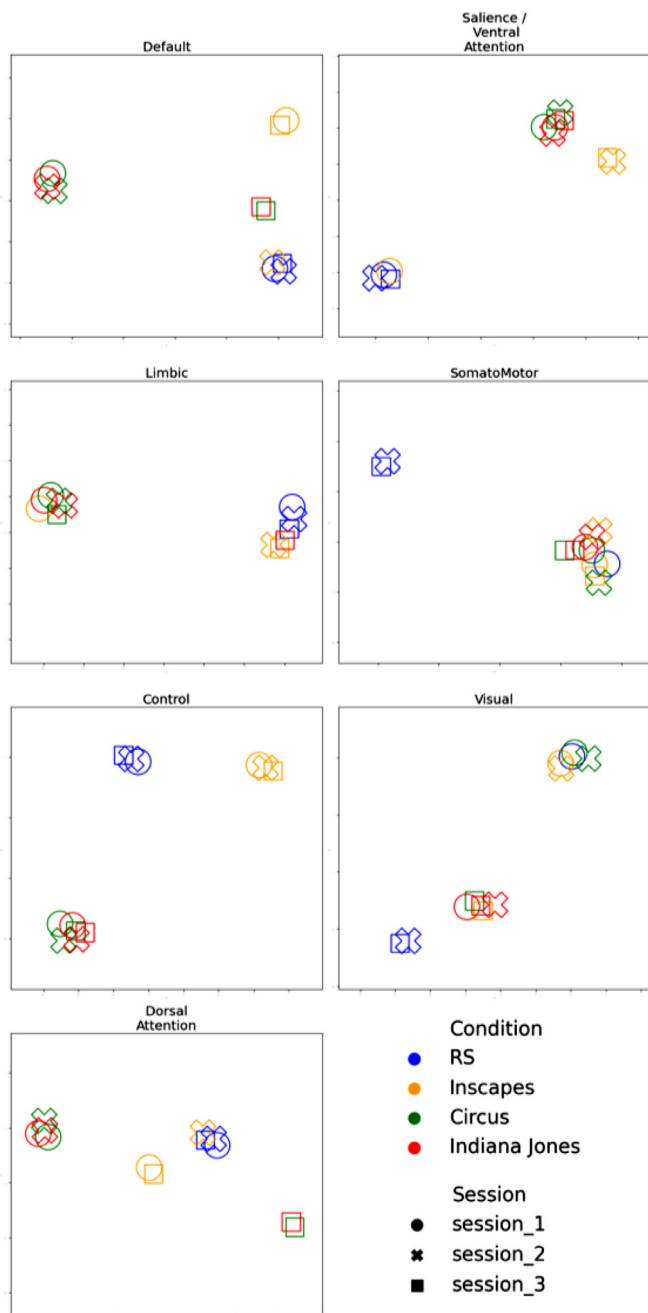 Default
Salience /
Ventral
Attention
Limbic
SomatoMotor
Control
Visual
Dorsal
Attention
Condition
RS
Inscapes
Circus
Indiana Jones
Session
session_1
session_2
session_3